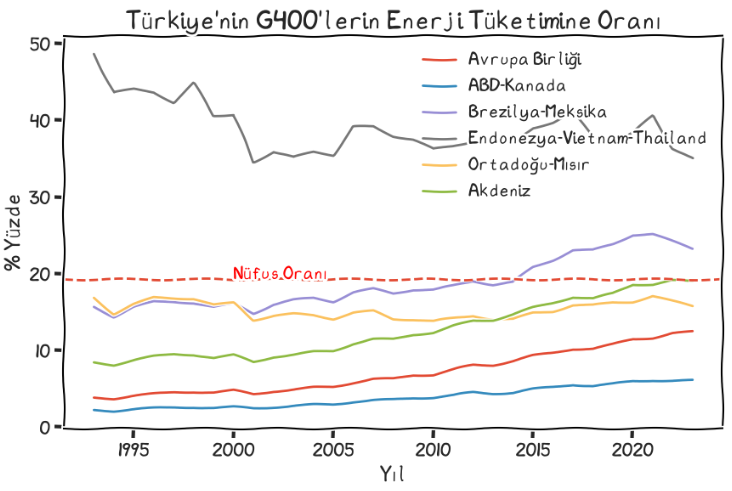 Türkiye'nin G400'lerin Enerji Tüketimine Oranı
% Yüzde
50
40
30
20
10
0
Avrupa Birliği
ABD-Kanada
Brezilya-Meksika
Endonezya-Vietnam-Thailand
Ortadoğu-Mısır
Akdeniz
Nüfus Oranı
1995
2000
2005
2010
2015
2020
Yıl